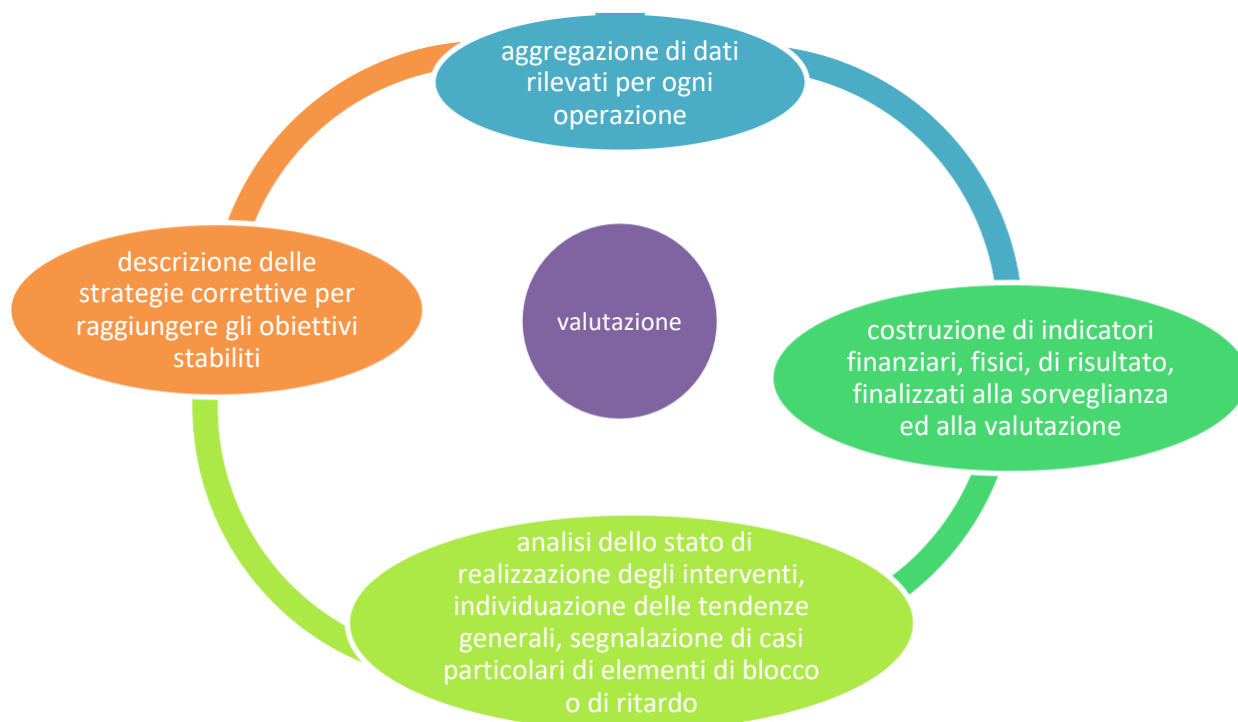 aggregazione di dati
rilevati per ogni
operazione
descrizione delle
strategie correttive per
raggiungere gli obiettivi
stabiliti
valutazione
costruzione di indicatori
finanziari, fisici, di risultato,
finalizzati alla sorveglianza
ed alla valutazione
analisi dello stato di
realizzazione degli interventi,
individuazione delle tendenze
generali, segnalazione di casi
particolari di elementi di blocco
o di ritardo